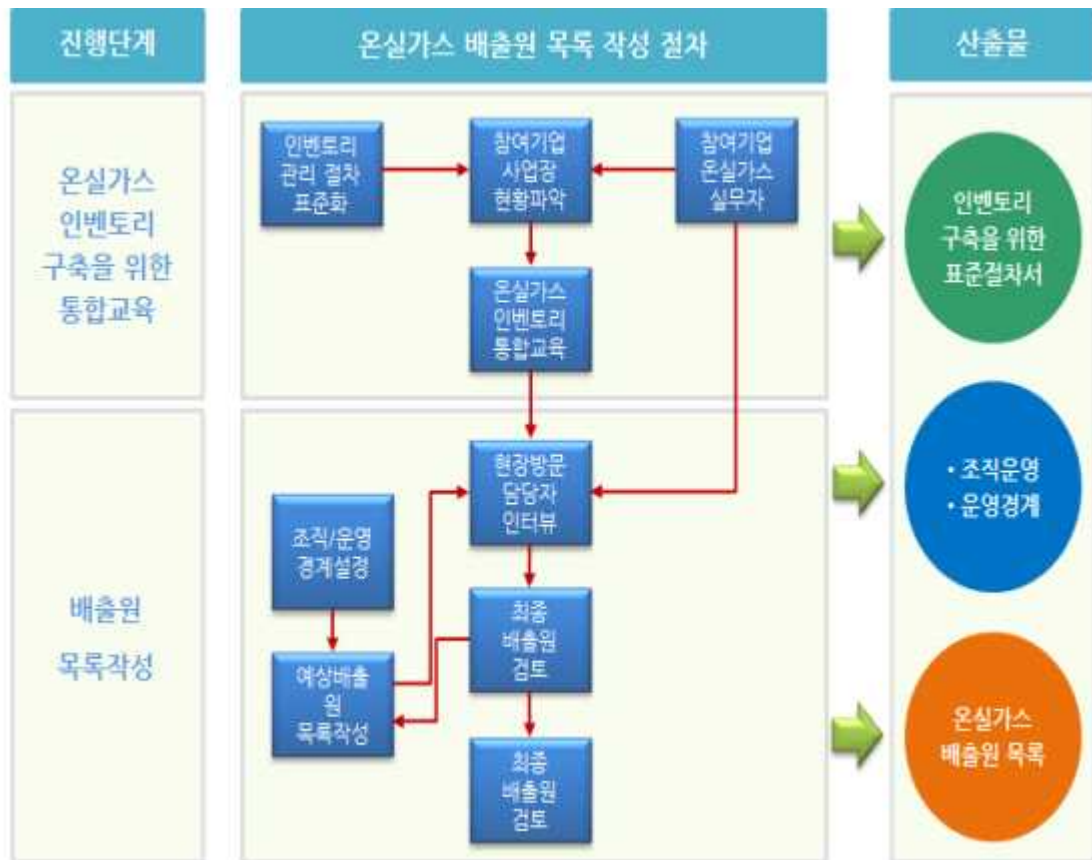 진행단계
온실가스 배출원 목록 작성 절차
산출물
온실가스
인벤토리
구축을 위한
통합교육
인벤토리
관리 절차
표준화
참여기업
사업장
현황파악
참여기업
온실가스
실무자
온실가스
인벤토리
통합교육
인벤토리
구축을 위한
표준절차서
배출원
목록작성
현장방문
담당자
인터뷰
조직/운영
경계설정
최종
배출원
검토
예상배출
원
목록작성
최종
배출원
검토
• 조직운영
• 운영경계
온실가스
배출원 목록